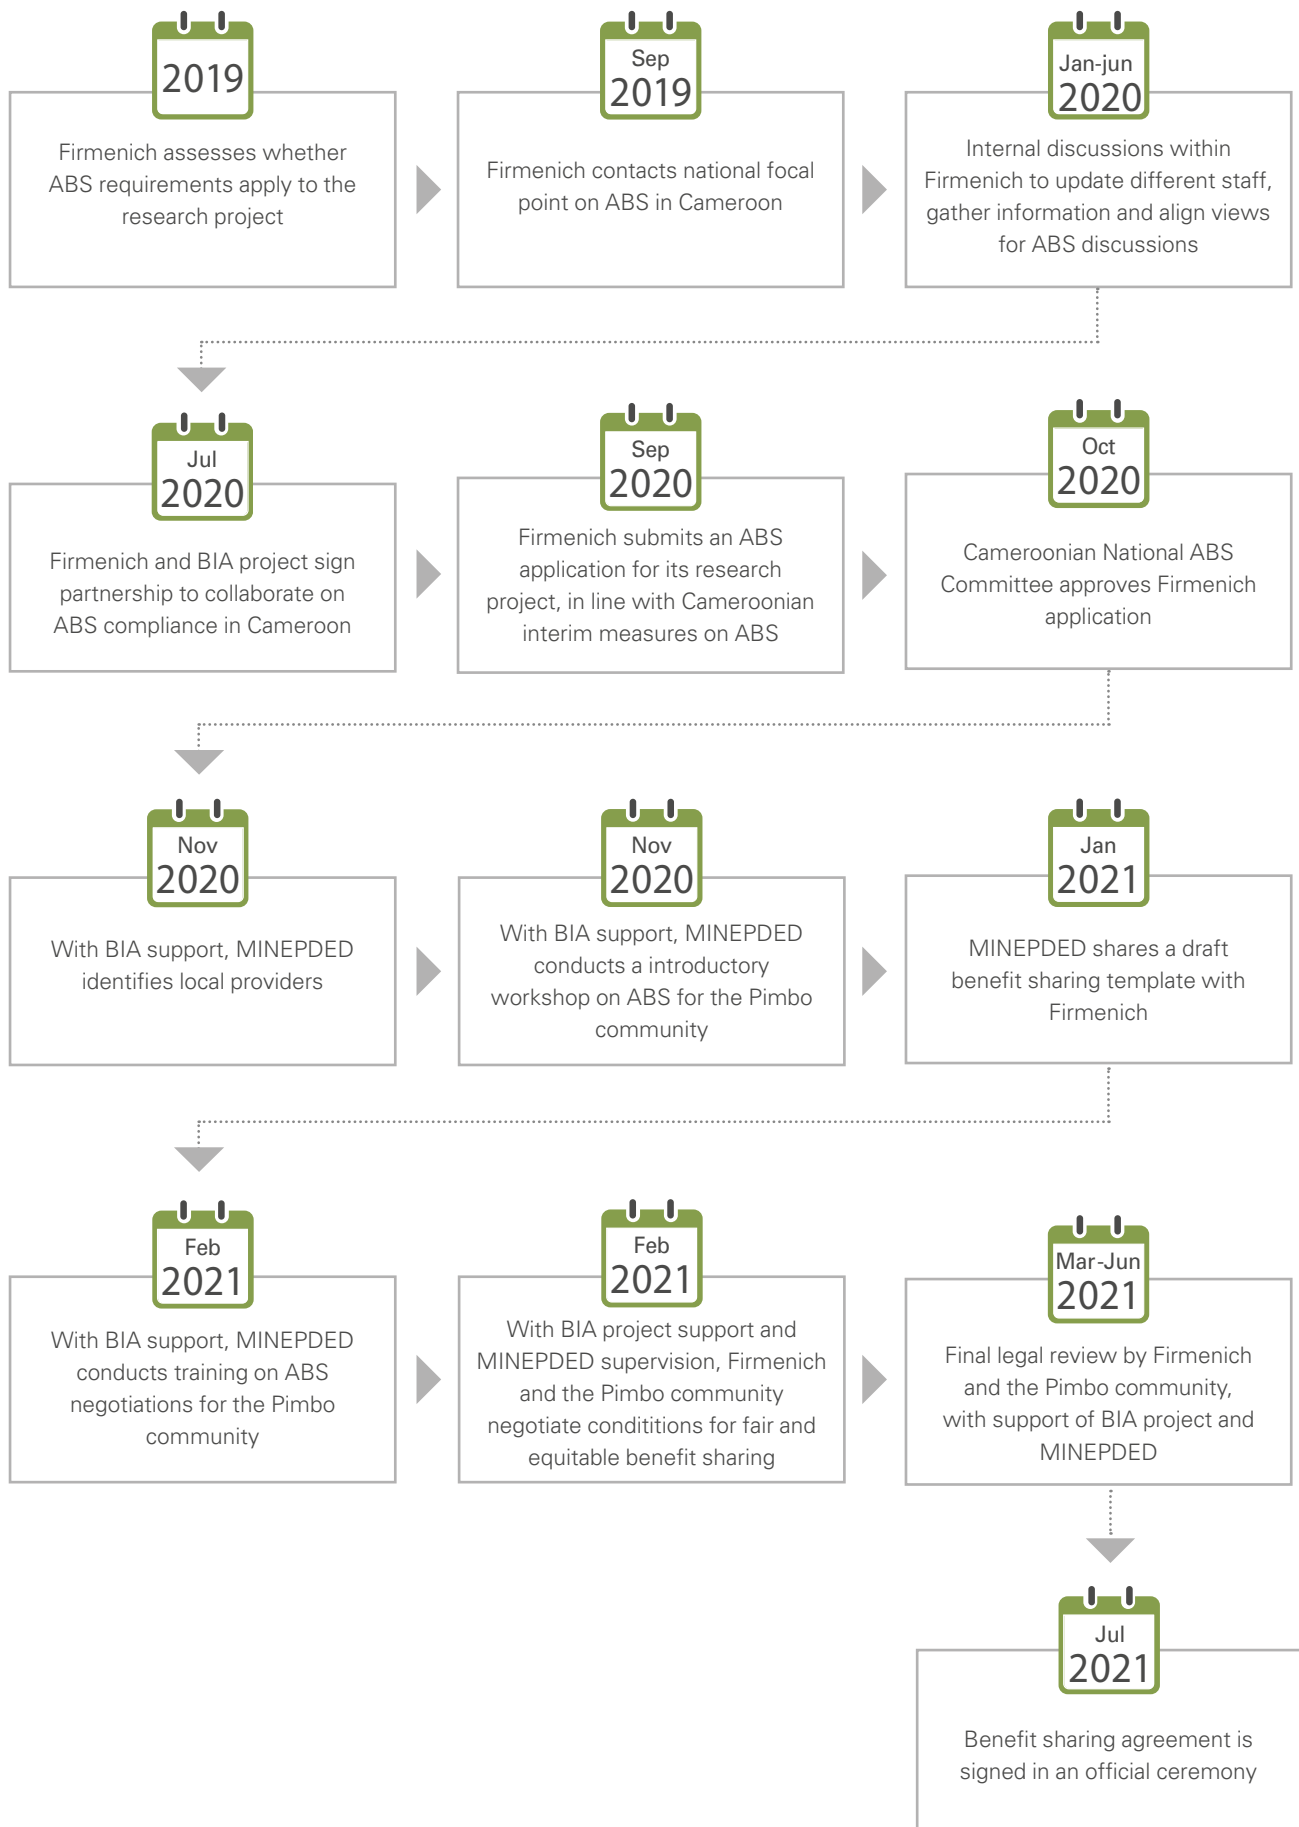 2019
Firmenich assesses whether
ABS requirements apply to the
research project
Sep
2019
Firmenich contacts national focal
point on ABS in Cameroon
Jan-jun
2020
Internal discussions within
Firmenich to update different staff,
gather information and align views
for ABS discussions
Jul
2020
Firmenich and BIA project sign
partnership to collaborate on
ABS compliance in Cameroon
Sep
2020
Firmenich submits an ABS
application for its research
project, in line with Cameroonian
interim measures on ABS
Oct
2020
Cameroonian National ABS
Committee approves Firmenich
application
Nov
2020
With BIA support, MINEPDED
identifies local providers
Nov
2020
With BIA support, MINEPDED
conducts a introductory
workshop on ABS for the Pimbo
community
Jan
2021
MINEPDED shares a draft
benefit sharing template with
Firmenich
Feb
2021
With BIA support, MINEPDED
conducts training on ABS
negotiations for the Pimbo
community
Feb
2021
With BIA project support and
MINEPDED supervision, Firmenich
and the Pimbo community
negotiate condititions for fair and
equitable benefit sharing
Mar-Jun
2021
Final legal review by Firmenich
and the Pimbo community,
with support of BIA project and
MINEPDED
Jul
2021
Benefit sharing agreement is
signed in an official ceremony